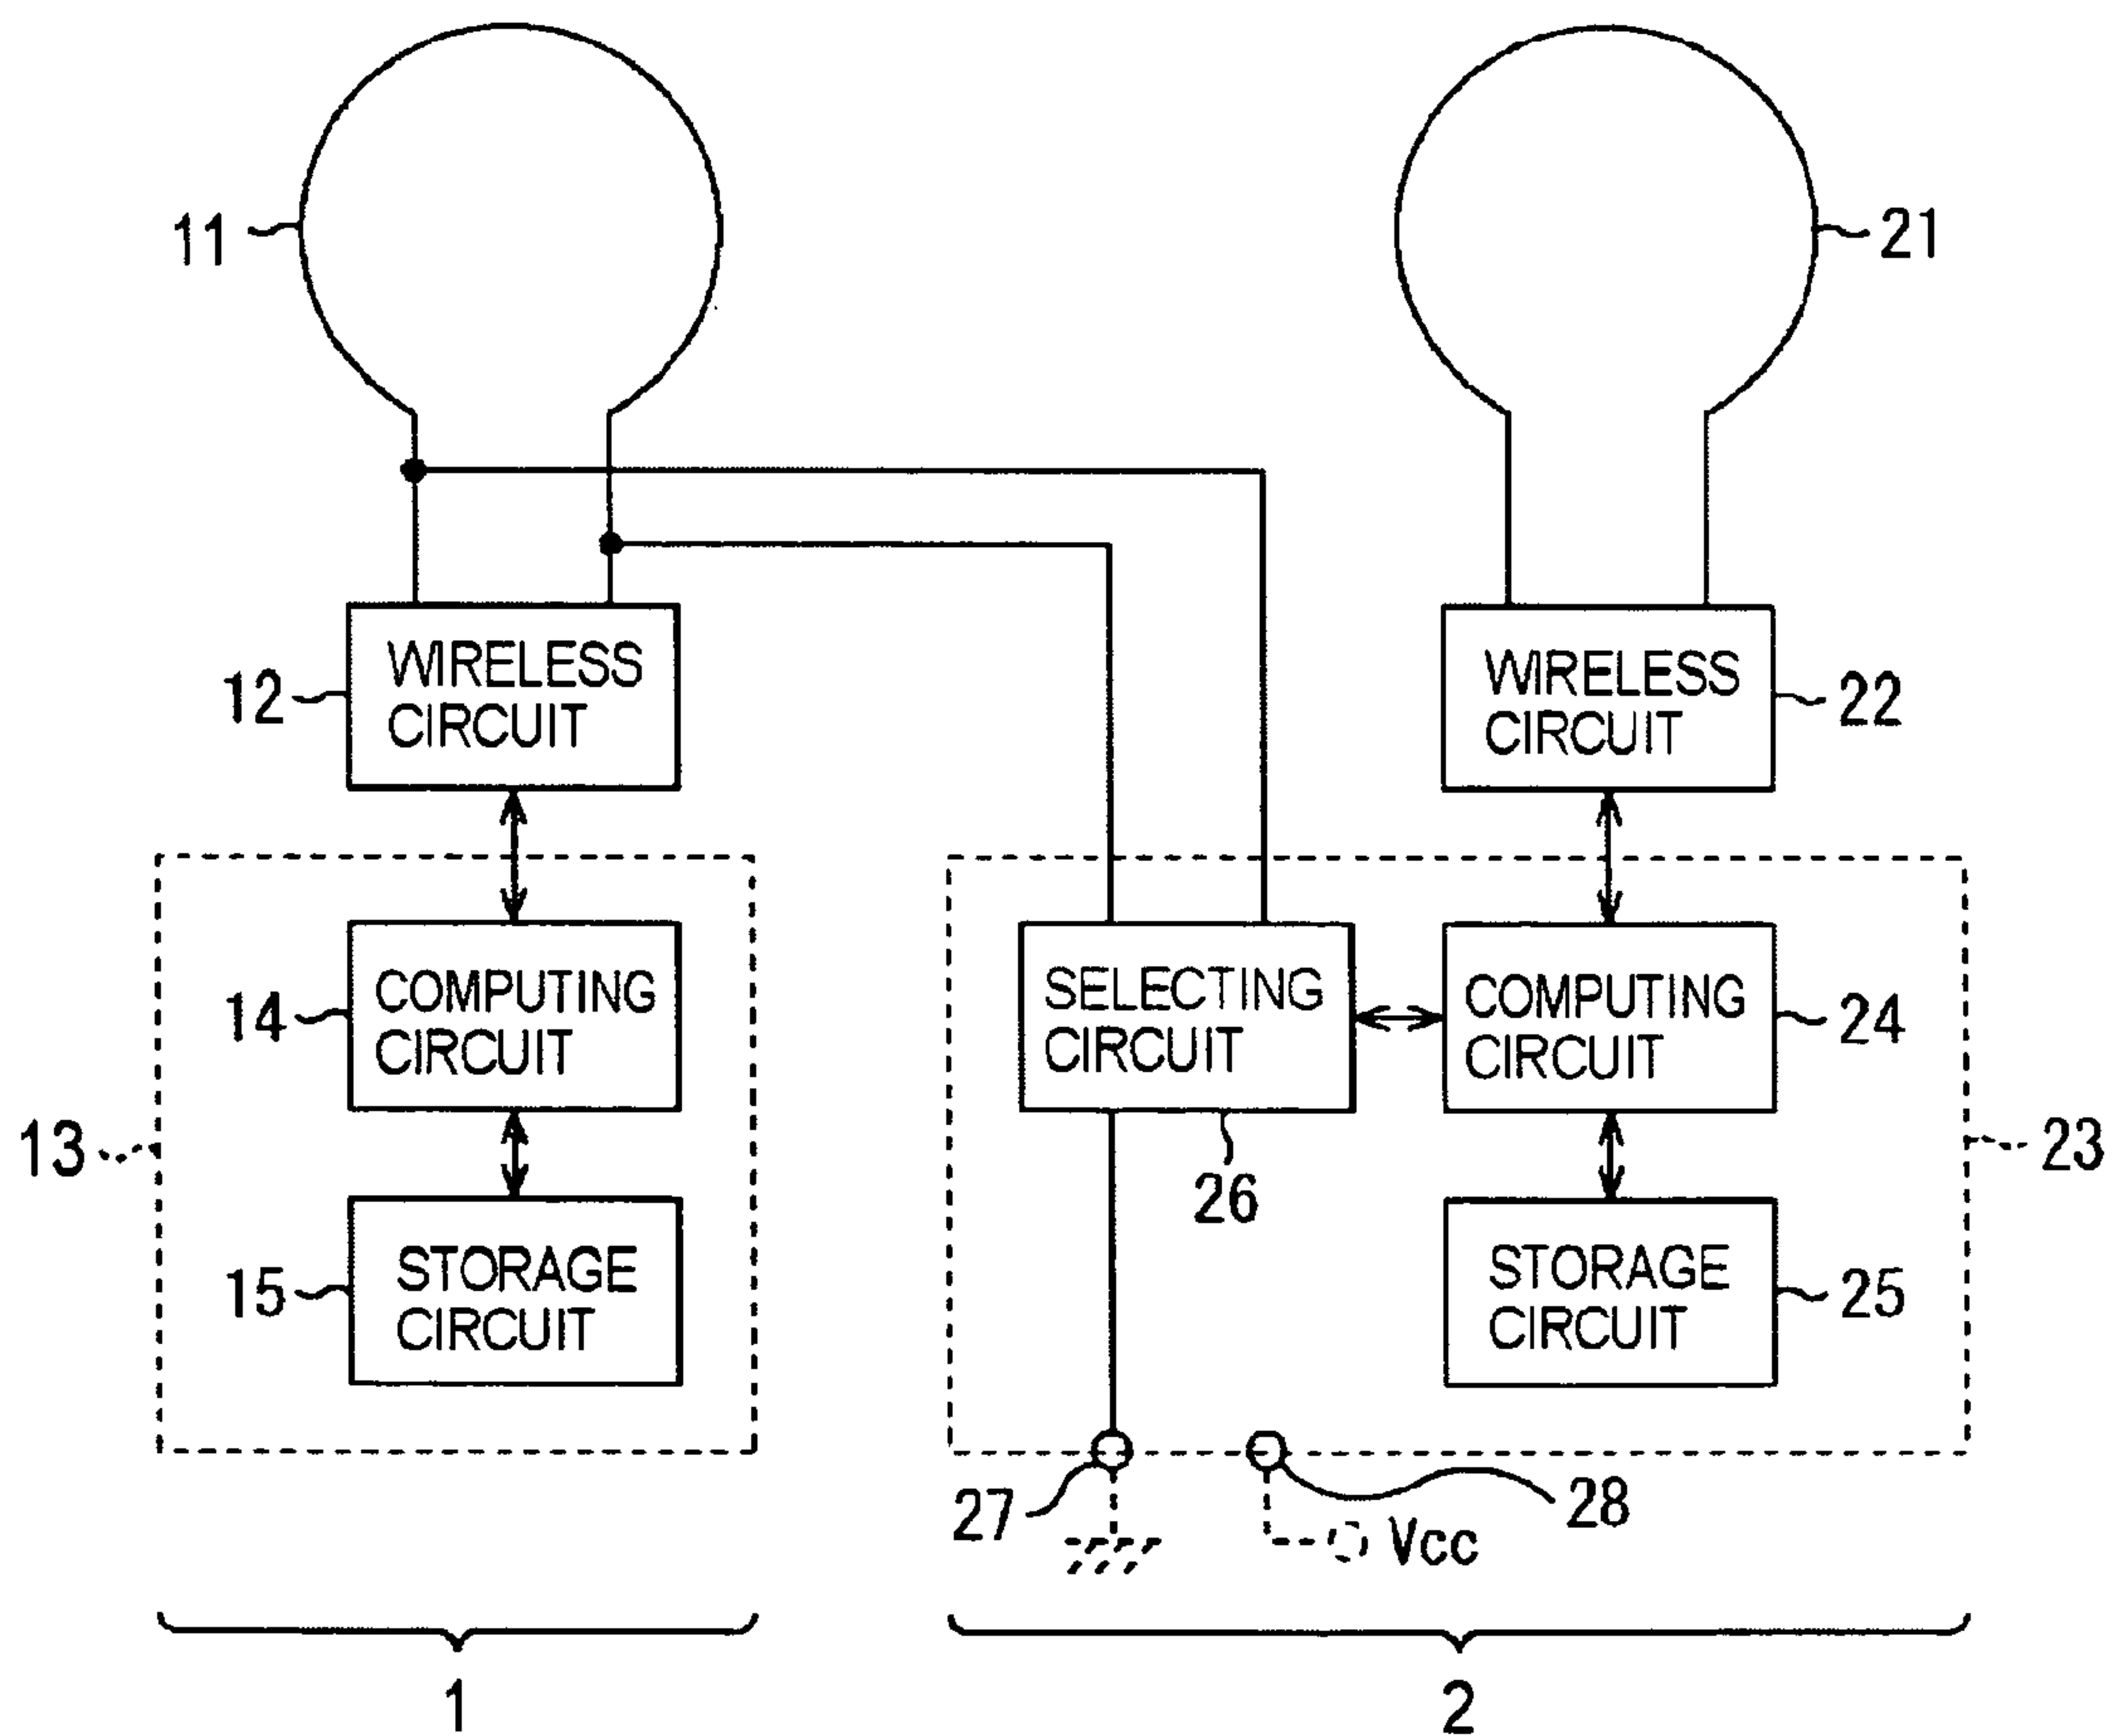 11
21
WIRELESS
CIRCUIT
12
WIRELESS
CIRCUIT
22
COMPUTING
CIRCUIT
14
SELECTING
CIRCUIT
26
COMPUTING
CIRCUIT
24
13
23
STORAGE
CIRCUIT
15
STORAGE
CIRCUIT
25
27
28
Vcc
1
2